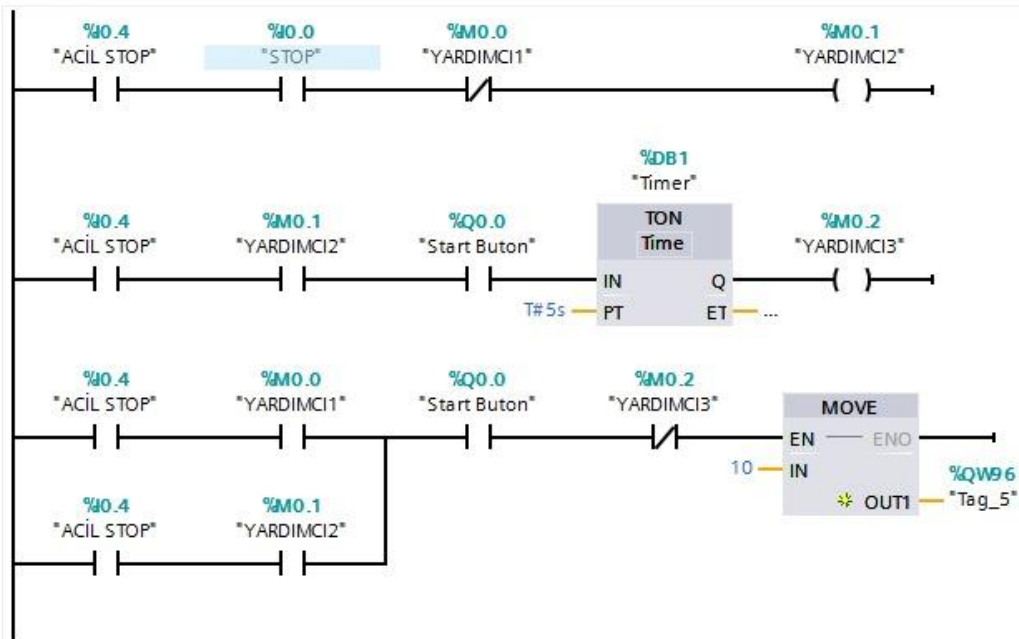 %I0.4 %I0.0 %M0.0 %M0.1
"ACİL STOP" "STOP" "YARDIMCI1" "YARDIMCI2"
%DB1
"Timer"
%I0.4 %M0.1 %Q0.0 TON %M0.2
"ACİL STOP" "YARDIMCI2" "Start Buton" Time "YARDIMCI3"
IN Q
T#5s PT ET ...
%I0.4 %M0.0 %Q0.0 %M0.2
"ACİL STOP" "YARDIMCI1" "Start Buton" "YARDIMCI3" MOVE
EN ENO
10 IN
%QW96
%I0.4 %M0.1 OUT1 "Tag_5"
"ACİL STOP" "YARDIMCI2"